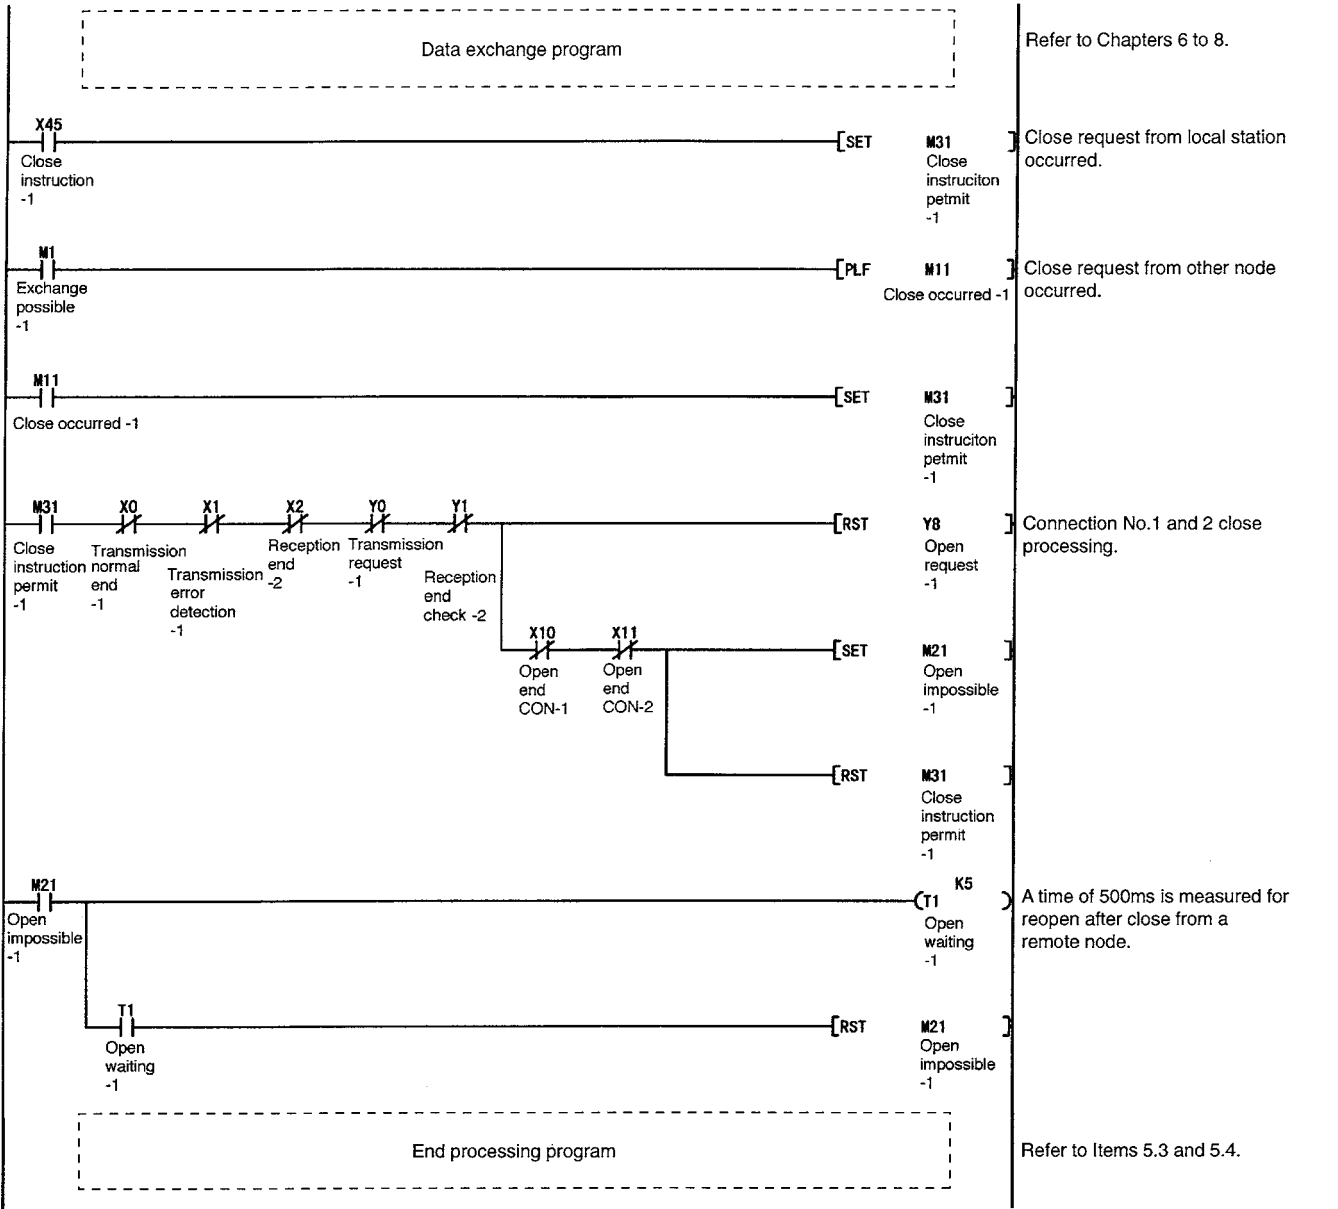 Data exchange program
Refer to Chapters 6 to 8.
X45
SET M31
Close request from local station
occurred.
Close
instruction
-1
Close
instruciton
petmit
-1
M1
PLF M11
Close request from other node
occurred.
Exchange
possible
-1
Close occurred -1
M11
SET M31
Close occurred -1
Close
instruciton
petmit
-1
M31 X0 X1 X2 Y0 Y1
RST Y8
Connection No.1 and 2 close
processing.
Close
instruction
permit
-1
Transmission
normal
end
-1
Transmission
error
detection
-1
Reception
end
-2
Transmission
request
-1
Reception
end
check -2
Open
request
-1
X10 X11
SET M21
Open
end
CON-1
Open
end
CON-2
Open
impossible
-1
RST M31
Close
instruction
permit
-1
M21
K5
T1
A time of 500ms is measured for
reopen after close from a
remote node.
Open
impossible
-1
Open
waiting
-1
T1
RST M21
Open
waiting
-1
Open
impossible
-1
End processing program
Refer to Items 5.3 and 5.4.